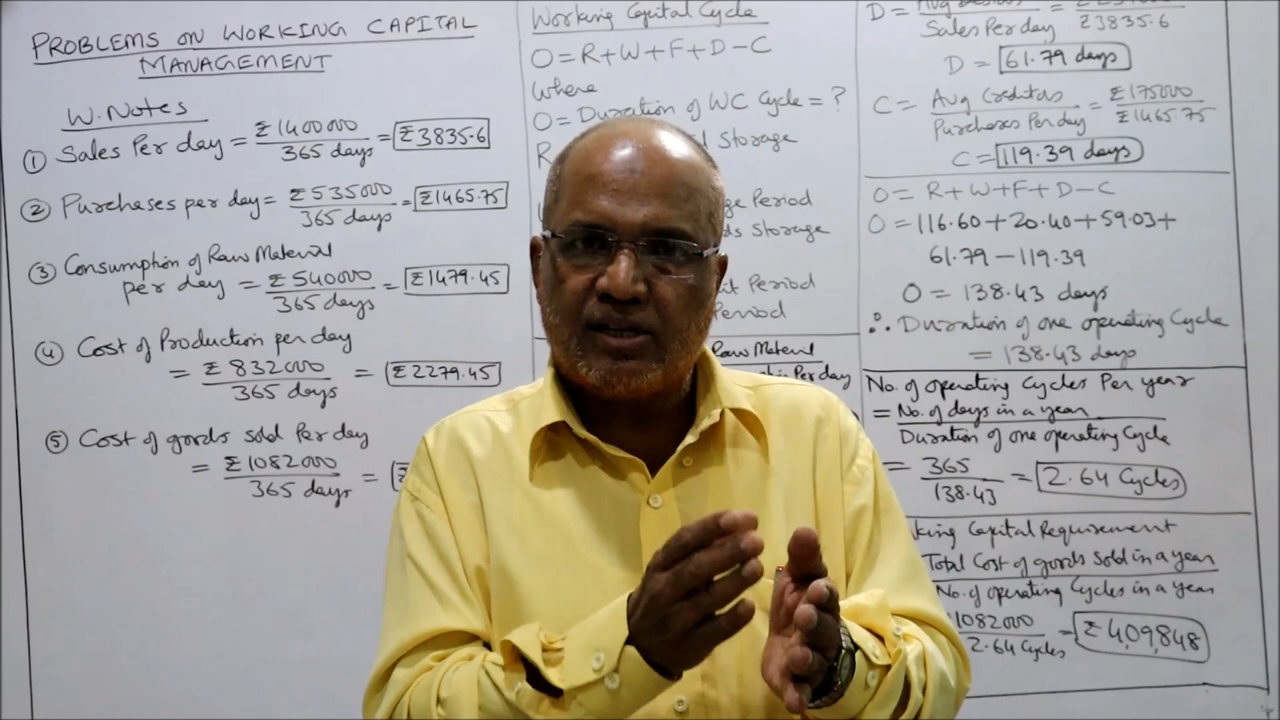 PROBLEMS ON WORKING CAPITAL
MANAGEMENT
W.Notes
① Sales Per day = ₹1400000 / 365 days = ₹3835.6
② Purchases per day = ₹535000 / 365 days = ₹1465.75
③ Consumption of Raw Material
per day = ₹540000 / 365 days = ₹1479.45
④ Cost of Production per day
= ₹832000 / 365 days = ₹2279.45
⑤ Cost of goods sold Per day
= ₹1082000 / 365 days = ₹
Working Capital Cycle
O = R+W+F+D-C
Where
O = Duration of WC Cycle = ?
R Storage
Period
Storage
Period
Period
Raw Material
Per day
D = / Sales Per day = / ₹3835.6
D = 61.79 days
C = Avg Creditors / Purchases Per day = ₹175000 / ₹1465.75
C = 119.39 days
O = R+W+F+D-C
O = 116.60+20.40+59.03+
61.79-119.39
O = 138.43 days
∴ Duration of one operating Cycle
= 138.43 days
No. of operating Cycles Per year
= No. of days in a year / Duration of one operating Cycle
= 365 / 138.43 = 2.64 Cycles
king Capital Requirement
Total Cost of goods sold in a year
No. of operating Cycles in a year
1082000 / 2.64 Cycles = ₹409,848